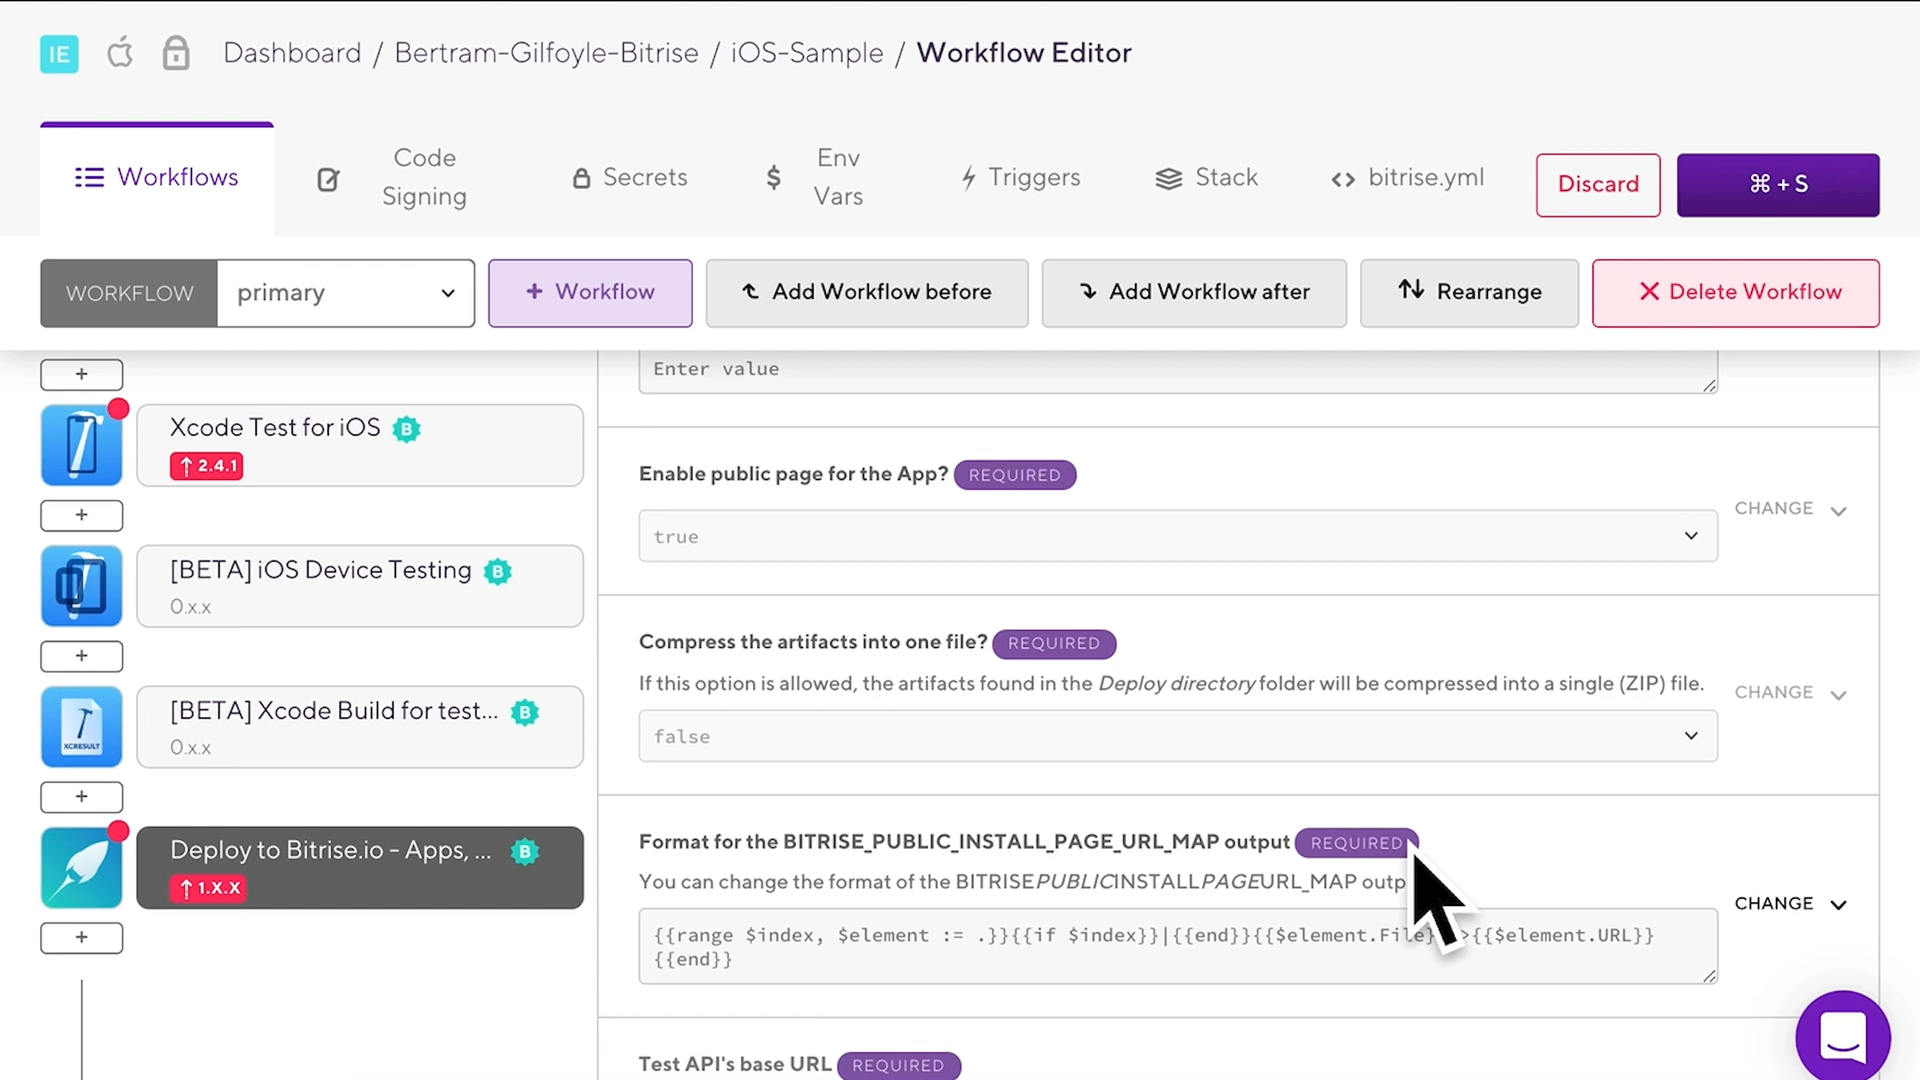 IE Dashboard / Bertram-Gilfoyle-Bitrise / iOS-Sample / Workflow Editor
Workflows
Code
Signing
Secrets
$
Env
Vars
Triggers
Stack
<> bitrise.yml
Discard
⌘ + S
WORKFLOW primary
+ Workflow
Add Workflow before
Add Workflow after
Rearrange
Delete Workflow
+
Xcode Test for iOS B
↑ 2.4.1
+
[BETA] iOS Device Testing B
0.x.x
+
[BETA] Xcode Build for test... B
XCRESULT
0.x.x
+
Deploy to Bitrise.io - Apps, ... B
↑ 1.X.X
+
Enter value
Enable public page for the App? REQUIRED
true
CHANGE
Compress the artifacts into one file? REQUIRED
If this option is allowed, the artifacts found in the Deploy directory folder will be compressed into a single (ZIP) file.
false
CHANGE
Format for the BITRISE_PUBLIC_INSTALL_PAGE_URL_MAP output REQUIRED
You can change the format of the BITRISEPUBLICINSTALLPAGEURL_MAP outp
{{range $index, $element := .}}{{if $index}}|{{end}}{{$element.File >{{$element.URL}}
{{end}}
CHANGE
Test API's base URL REQUIRED